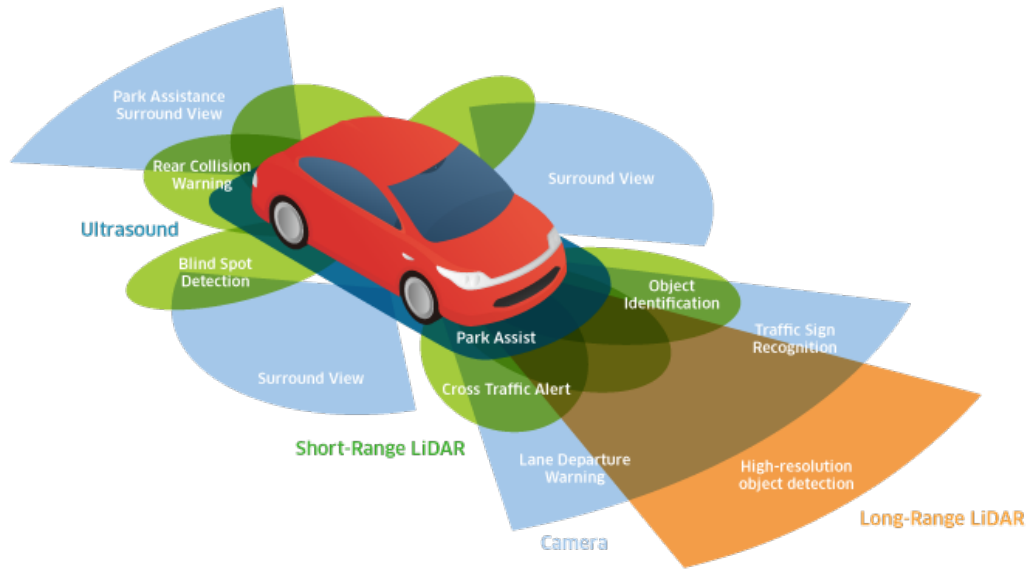 Park Assistance
Surround View
Rear Collision
Warning
Surround View
Ultrasound
Blind Spot
Detection
Object
Identification
Park Assist
Traffic Sign
Recognition
Surround View
Cross Traffic Alert
Short-Range LiDAR
Lane Departure
Warning
High-resolution
object detection
Long-Range LiDAR
Camera